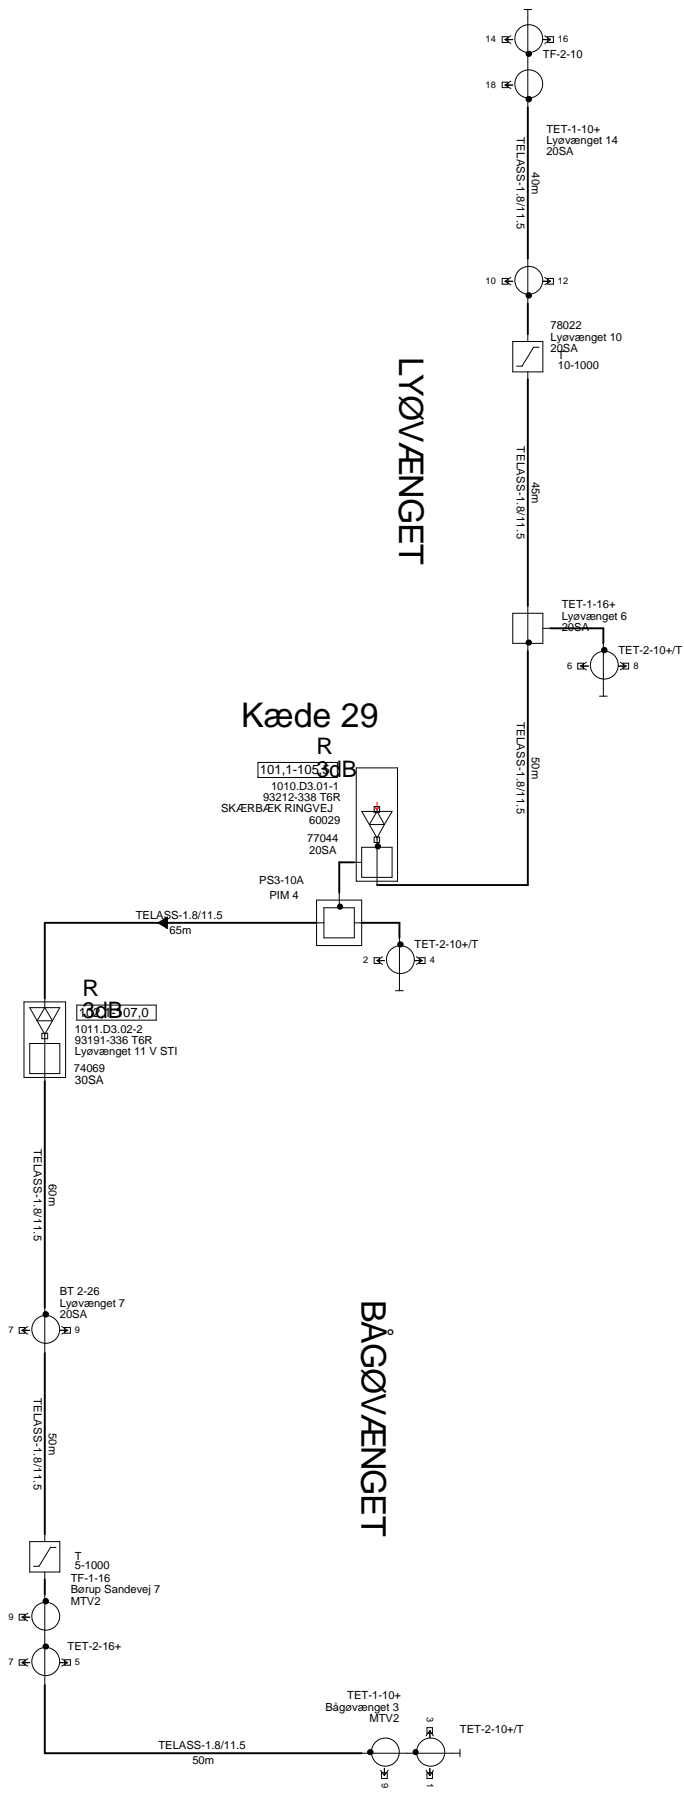 14
16
TF-2-10
18
TET-1-10+
Lyøvænget 14
20SA
40m
TELASS-1.8/11.5
10
12
78022
Lyøvænget 10
20SA
T
10-1000
LYØVÆNGET
45m
TELASS-1.8/11.5
TET-1-16+
Lyøvænget 6
20SA
TET-2-10+/T
6
8
50m
TELASS-1.8/11.5
Kæde 29
R
3dB
101,1-105,5
1010.D3.01-1
93212-338 T6R
SKÆRBÆK RINGVEJ
60029
77044
20SA
PS3-10A
PIM 4
TELASS-1.8/11.5
65m
TET-2-10+/T
2
4
R
3dB
1011.D3.02-2
93191-336 T6R
Lyøvænget 11 V STI
74069
30SA
60m
TELASS-1.8/11.5
BT 2-26
Lyøvænget 7
20SA
7
9
BÅGØVÆNGET
50m
TELASS-1.8/11.5
T
5-1000
TF-1-16
Børup Sandevej 7
MTV2
9
TET-2-16+
7
5
TELASS-1.8/11.5
50m
TET-1-10+
Bågøvænget 3
MTV2
TET-2-10+/T
3
1